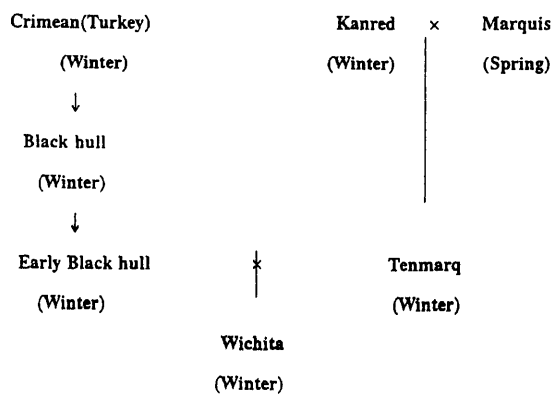 Crimean(Turkey) Kanred × Marquis
(Winter) (Winter) (Spring)
Black hull
(Winter)
Early Black hull × Tenmarq
(Winter) (Winter)
Wichita
(Winter)